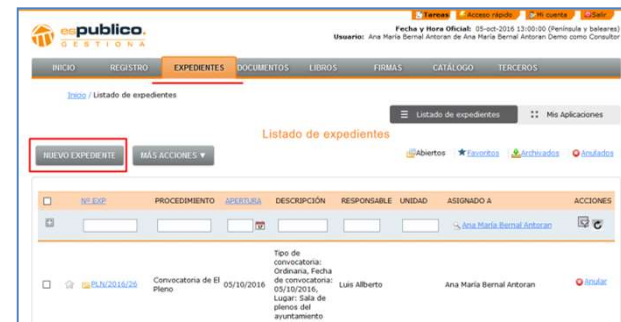 Tareas Acceso rápido Mi cuenta Salir
espublico.
GESTIONA
Fecha y Hora Oficial: 05-oct-2016 13:00:00 (Península y baleares)
Usuario: Ana María Bernal Antoran de Ana María Bernal Antoran Demo como Consultor
INICIO REGISTRO EXPEDIENTES DOCUMENTOS LIBROS FIRMAS CATÁLOGO TERCEROS
Inicio / Listado de expedientes
Listado de expedientes Mis Aplicaciones
Listado de expedientes
NUEVO EXPEDIENTE MÁS ACCIONES ▼ Abiertos Favoritos Archivados Anulados
Nº EXP PROCEDIMIENTO APERTURA DESCRIPCIÓN RESPONSABLE UNIDAD ASIGNADO A ACCIONES
Ana María Bernal Antoran
Tipo de
convocatoria:
Ordinaria, Fecha
de convocatoria:
05/10/2016,
Lugar: Sala de
plenos del
ayuntamiento
PLN/2016/26 Convocatoria de El
Pleno 05/10/2016 Luis Allberto Ana María Bernal Antoran Anular